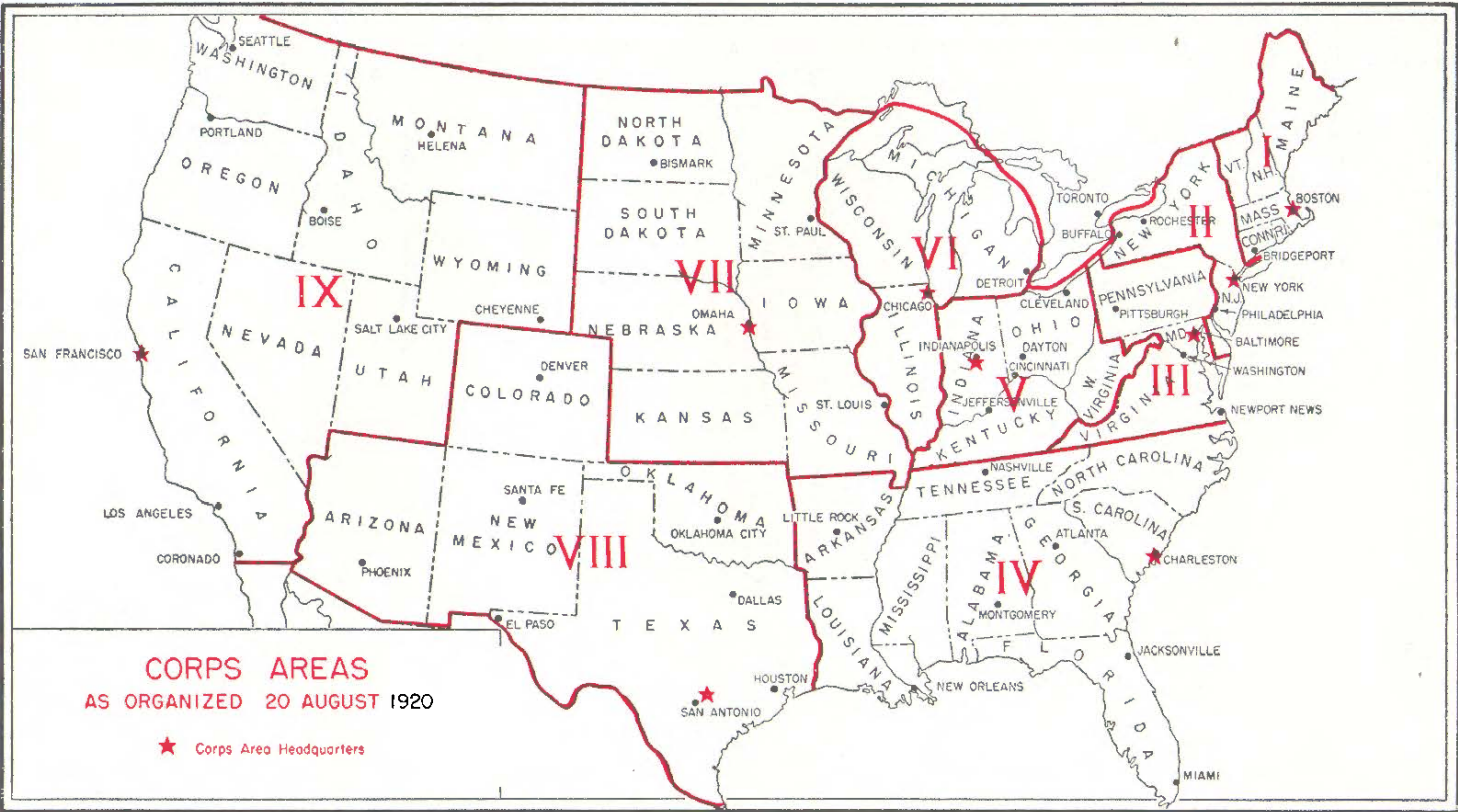 SEATTLE
WASHINGTON
PORTLAND
OREGON
IDAHO
BOISE
MONTANA
HELENA
WYOMING
CHEYENNE
NORTH
DAKOTA
BISMARK
SOUTH
DAKOTA
MINNESOTA
ST. PAUL
WISCONSIN
MICHIGAN
DETROIT
TORONTO
BUFFALO
ROCHESTER
NEW YORK
VT.
N.H.
MAINE
I
MASS
BOSTON
CONN
R.I.
BRIDGEPORT
II
NEW YORK
N.J.
PHILADELPHIA
PENNSYLVANIA
PITTSBURGH
MD
BALTIMORE
WASHINGTON
III
NEWPORT NEWS
CALIFORNIA
NEVADA
IX
UTAH
SALT LAKE CITY
SAN FRANCISCO
LOS ANGELES
CORONADO
COLORADO
DENVER
NEBRASKA
OMAHA
VII
IOWA
KANSAS
MISSOURI
ST. LOUIS
VI
CHICAGO
ILLINOIS
INDIANA
INDIANAPOLIS
OHIO
CLEVELAND
DAYTON
CINCINNATI
V
JEFFERSONVILLE
KENTUCKY
W.
VIRGINIA
VIRGINIA
ARIZONA
PHOENIX
SANTA FE
NEW
MEXICO
VIII
OKLAHOMA
OKLAHOMA CITY
TEXAS
EL PASO
DALLAS
HOUSTON
SAN ANTONIO
LITTLE ROCK
ARKANSAS
LOUISIANA
NEW ORLEANS
NASHVILLE
TENNESSEE
NORTH CAROLINA
S. CAROLINA
CHARLESTON
MISSISSIPPI
ALABAMA
MONTGOMERY
IV
GEORGIA
ATLANTA
FLORIDA
JACKSONVILLE
MIAMI
CORPS AREAS
AS ORGANIZED 20 AUGUST 1920
Corps Area Headquarters